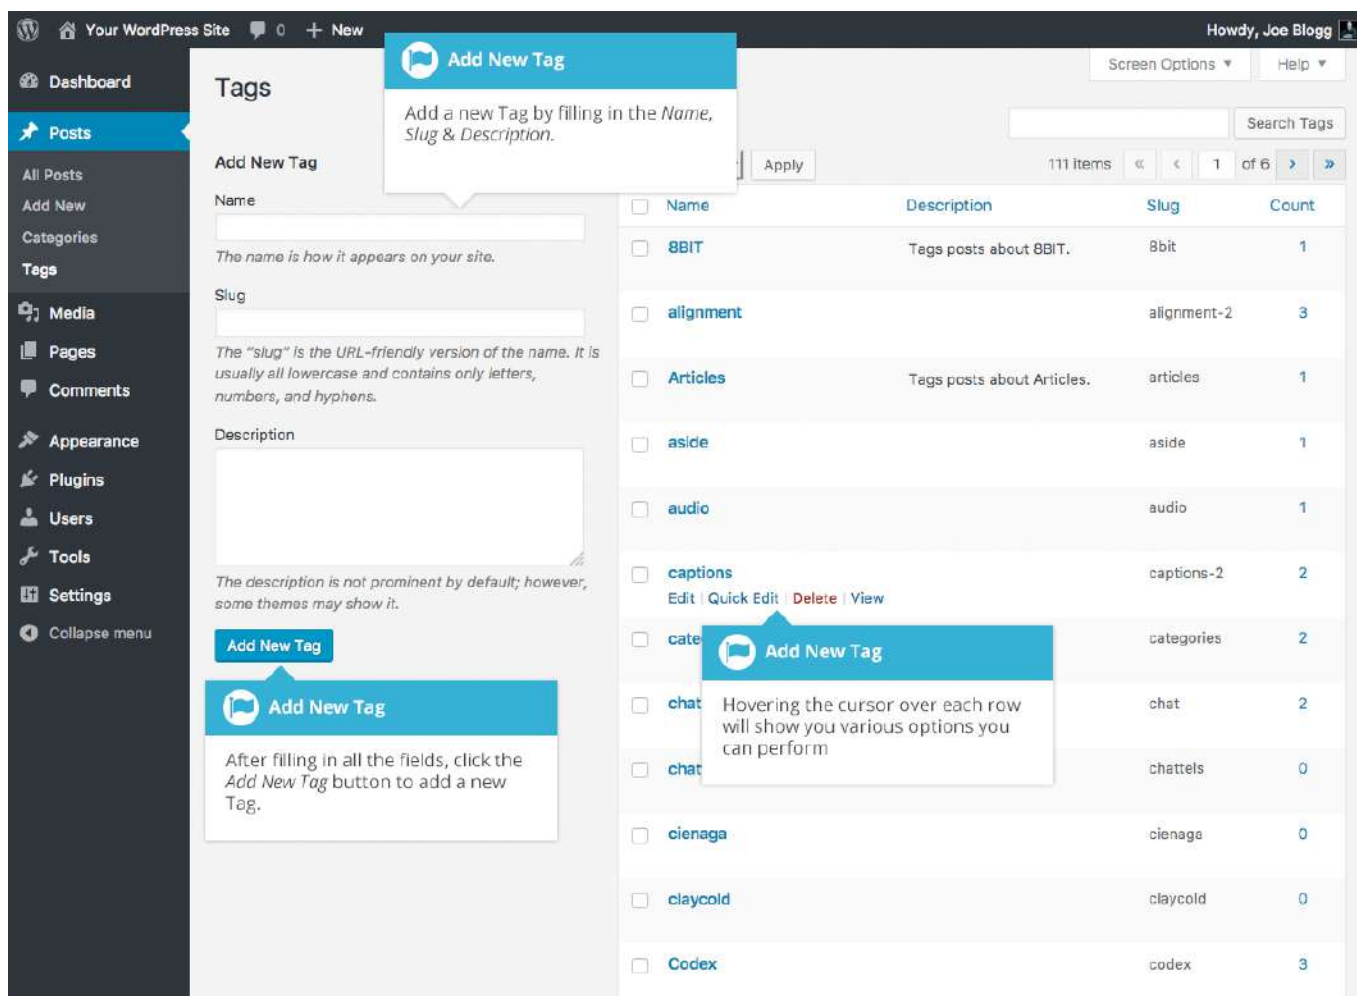 Your WordPress Site 0 + New Howdy, Joe Blogg
Dashboard
Posts
All Posts
Add New
Categories
Tags
Media
Pages
Comments
Appearance
Plugins
Users
Tools
Settings
Collapse menu
Screen Options ▼ Help ▼
Tags
Add New Tag
Add a new Tag by filling in the Name,
Slug & Description.
Search Tags
Apply
111 items « ‹ 1 of 6 › »
Add New Tag
Name
The name is how it appears on your site.
Slug
The "slug" is the URL-friendly version of the name. It is
usually all lowercase and contains only letters,
numbers, and hyphens.
Description
The description is not prominent by default; however,
some themes may show it.
Add New Tag
Add New Tag
After filling in all the fields, click the
Add New Tag button to add a new
Tag.
Name Description Slug Count
8BIT Tags posts about 8BIT. 8bit 1
alignment alignment-2 3
Articles Tags posts about Articles. articles 1
aside aside 1
audio audio 1
captions captions-2 2
Edit | Quick Edit | Delete | View
cate categories 2
Add New Tag
Hovering the cursor over each row
will show you various options you
can perform
chat chat 2
chat chattels 0
cienaga cienaga 0
claycold claycold 0
Codex codex 3